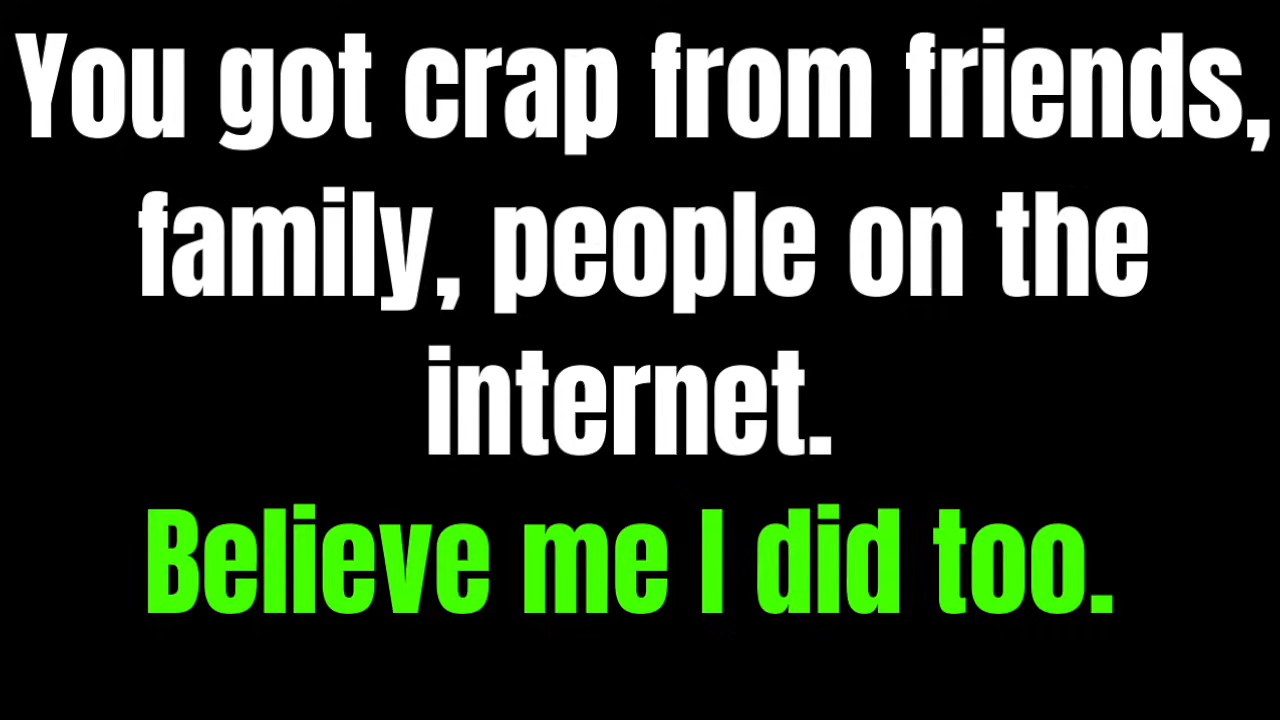 You got crap from friends,
family, people on the
internet.
Believe me I did too.